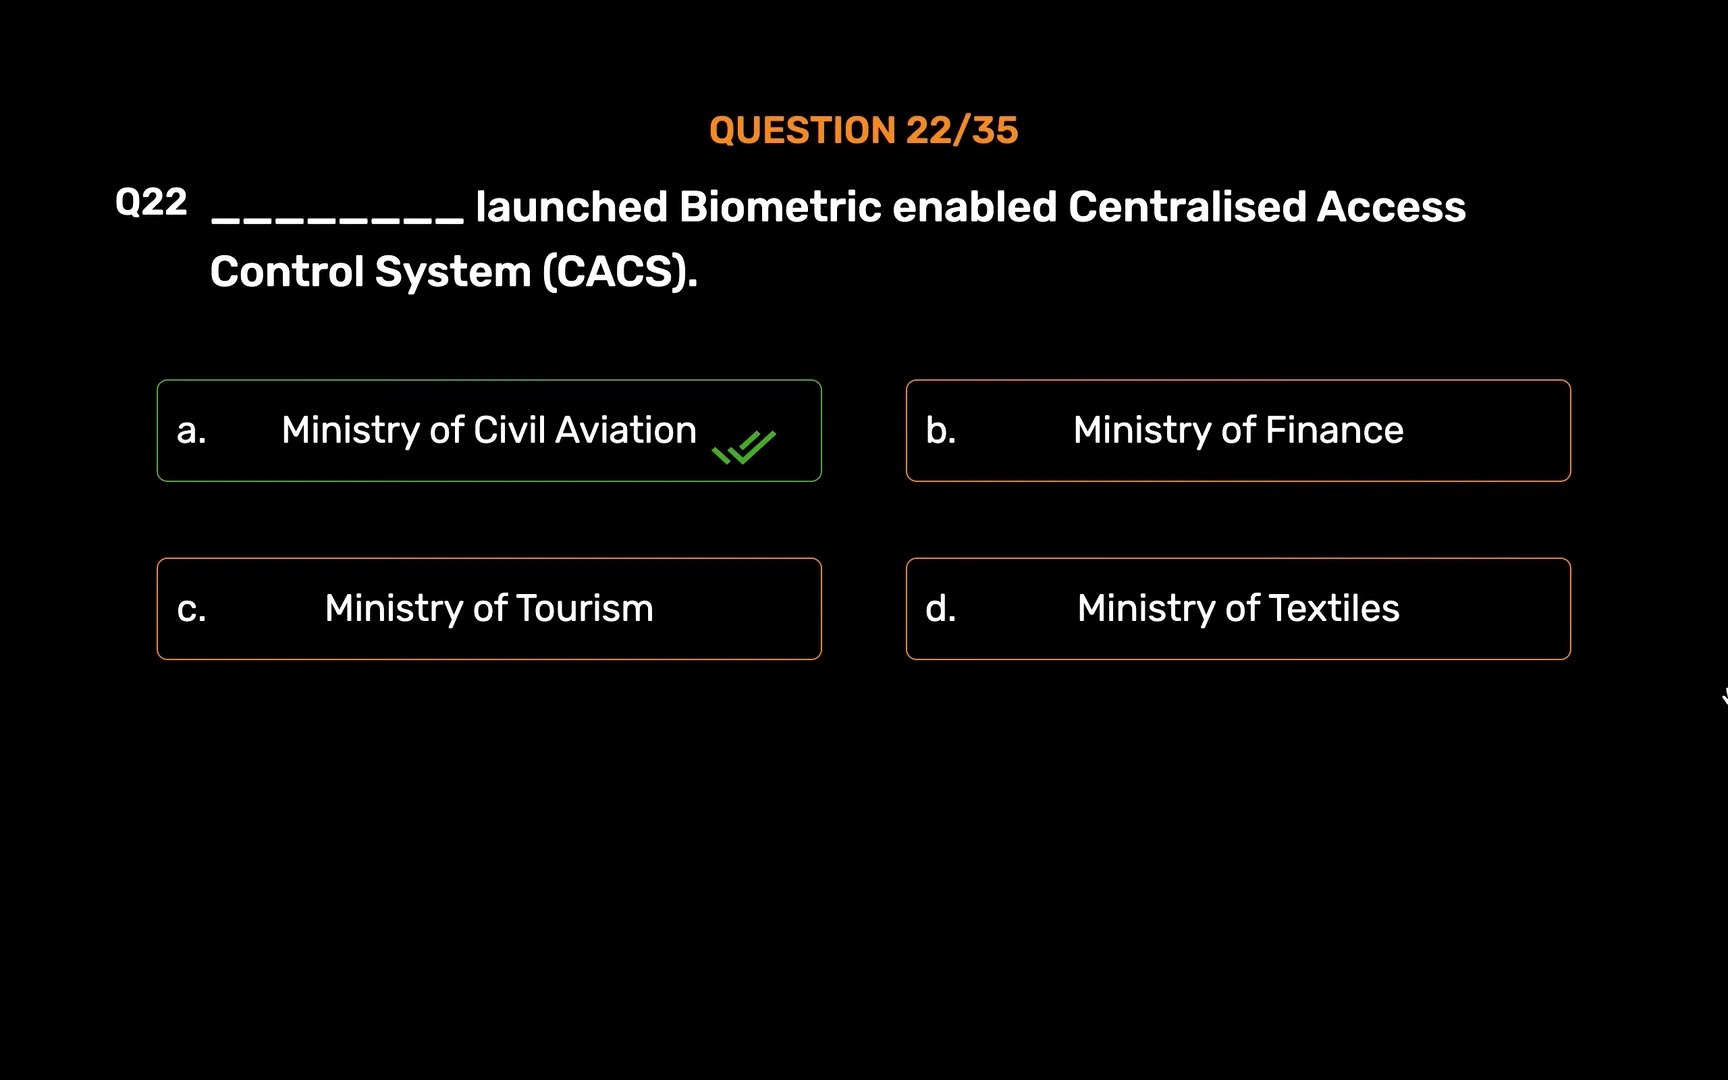 QUESTION 22/35
Q22 ________ launched Biometric enabled Centralised Access
Control System (CACS).
a. Ministry of Civil Aviation
b. Ministry of Finance
c. Ministry of Tourism
d. Ministry of Textiles